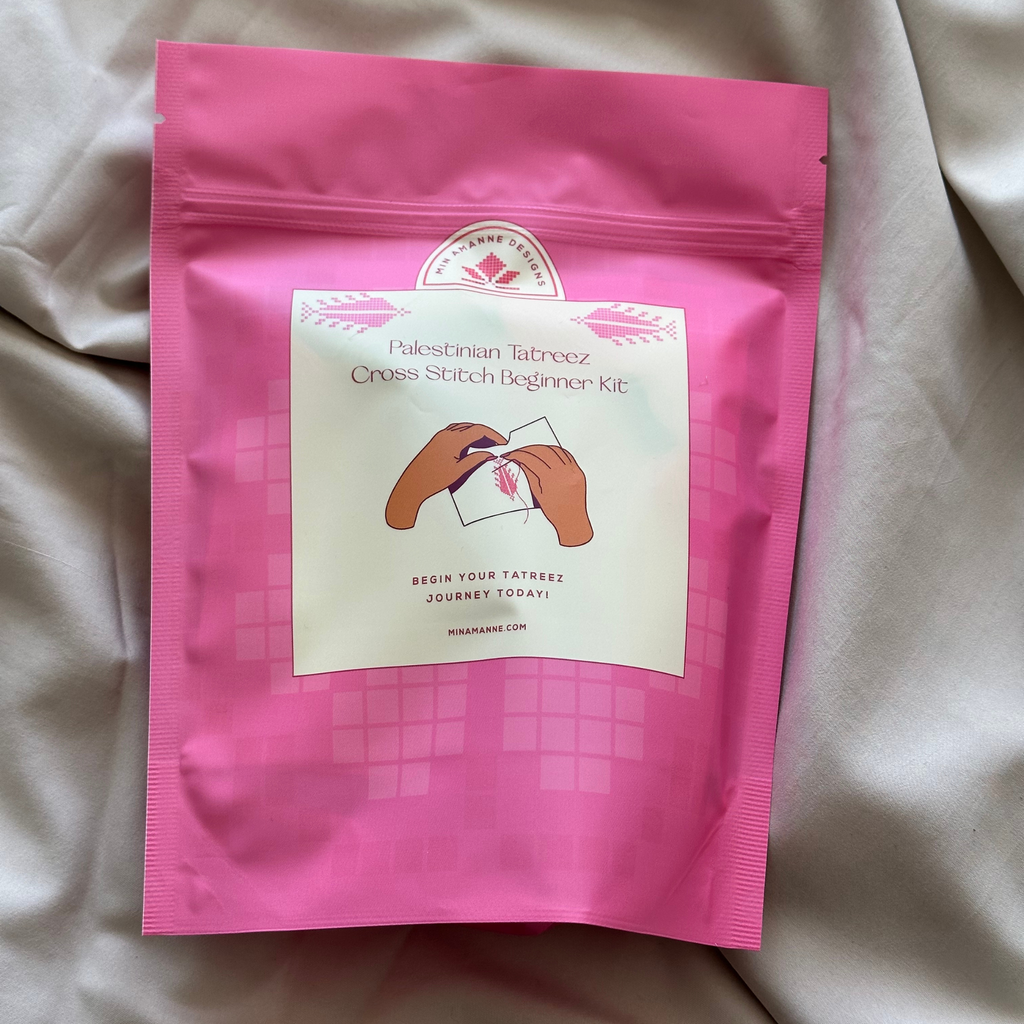 MIN AMANNE DESIGNS
Palestinian Tatreez
Cross Stitch Beginner Kit
BEGIN YOUR TATREEZ
JOURNEY TODAY!
MINAMANNE.COM